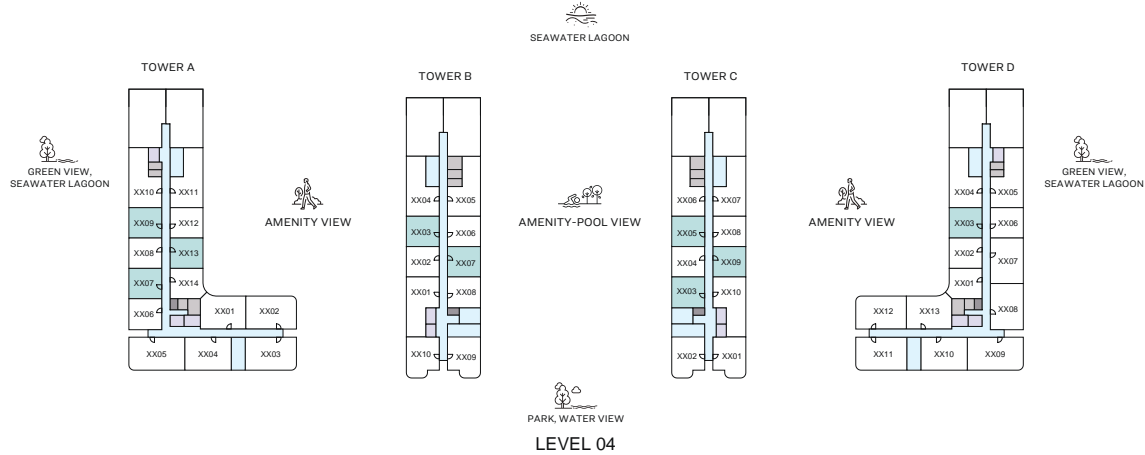 SEAWATER LAGOON
TOWER A
TOWER B
TOWER C
TOWER D
GREEN VIEW,
SEAWATER LAGOON
AMENITY VIEW
AMENITY-POOL VIEW
AMENITY VIEW
GREEN VIEW,
SEAWATER LAGOON
XX10 XX11
XX09 XX12
XX08 XX13
XX07 XX14
XX06 XX01 XX02
XX05 XX04 XX03
XX04 XX05
XX03 XX06
XX02 XX07
XX01 XX08
XX10 XX09
XX06 XX07
XX05 XX08
XX04 XX09
XX03 XX10
XX02 XX01
XX04 XX05
XX03 XX06
XX02 XX07
XX01
XX12 XX13 XX08
XX11 XX10 XX09
PARK, WATER VIEW
LEVEL 04